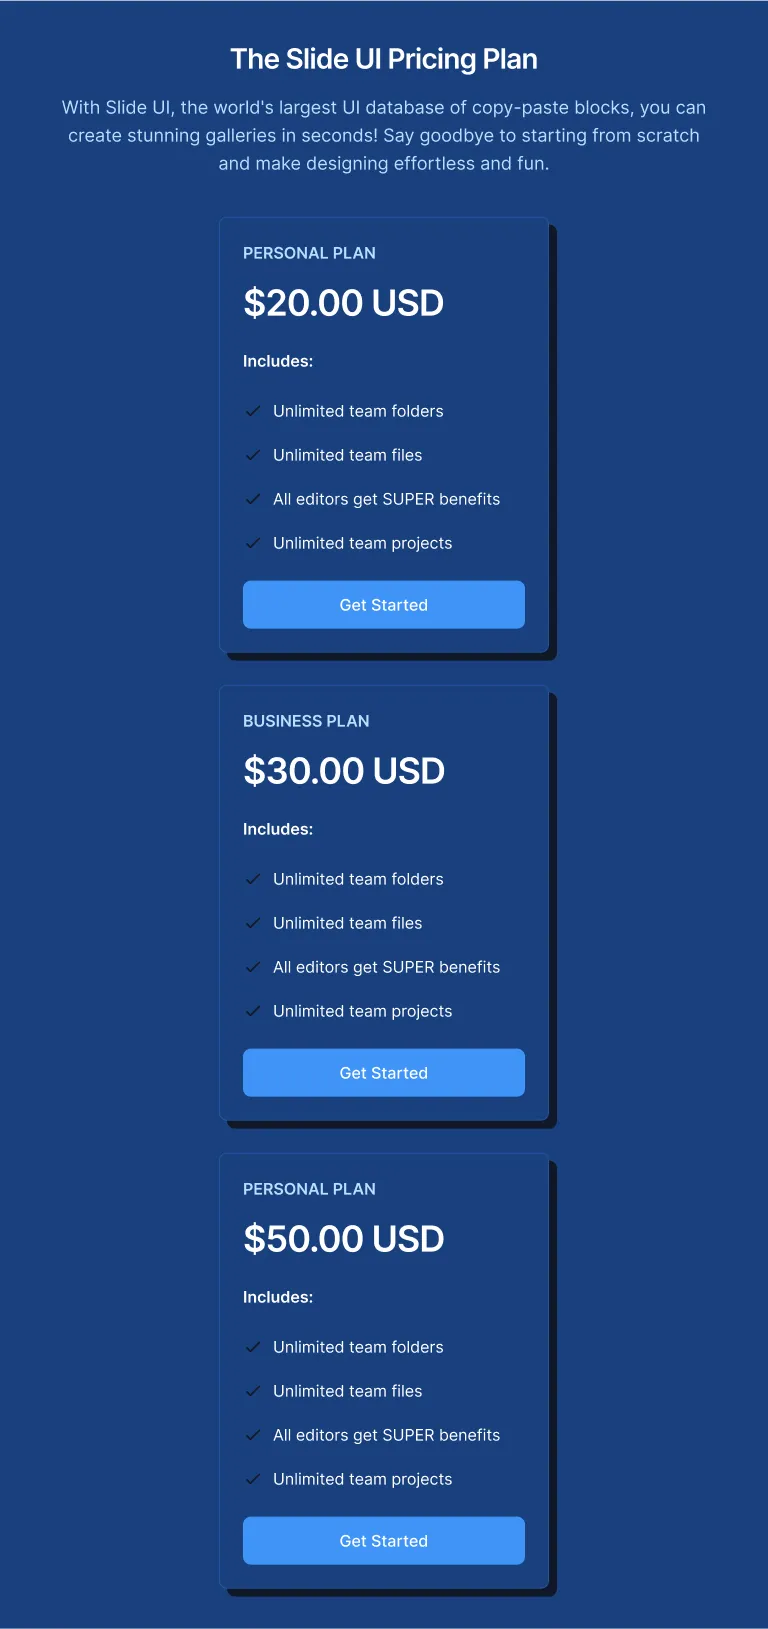 The Slide UI Pricing Plan
With Slide UI, the world's largest UI database of copy-paste blocks, you can
create stunning galleries in seconds! Say goodbye to starting from scratch
and make designing effortless and fun.
PERSONAL PLAN
$20.00 USD
Includes:
Unlimited team folders
Unlimited team files
All editors get SUPER benefits
Unlimited team projects
Get Started
BUSINESS PLAN
$30.00 USD
Includes:
Unlimited team folders
Unlimited team files
All editors get SUPER benefits
Unlimited team projects
Get Started
PERSONAL PLAN
$50.00 USD
Includes:
Unlimited team folders
Unlimited team files
All editors get SUPER benefits
Unlimited team projects
Get Started